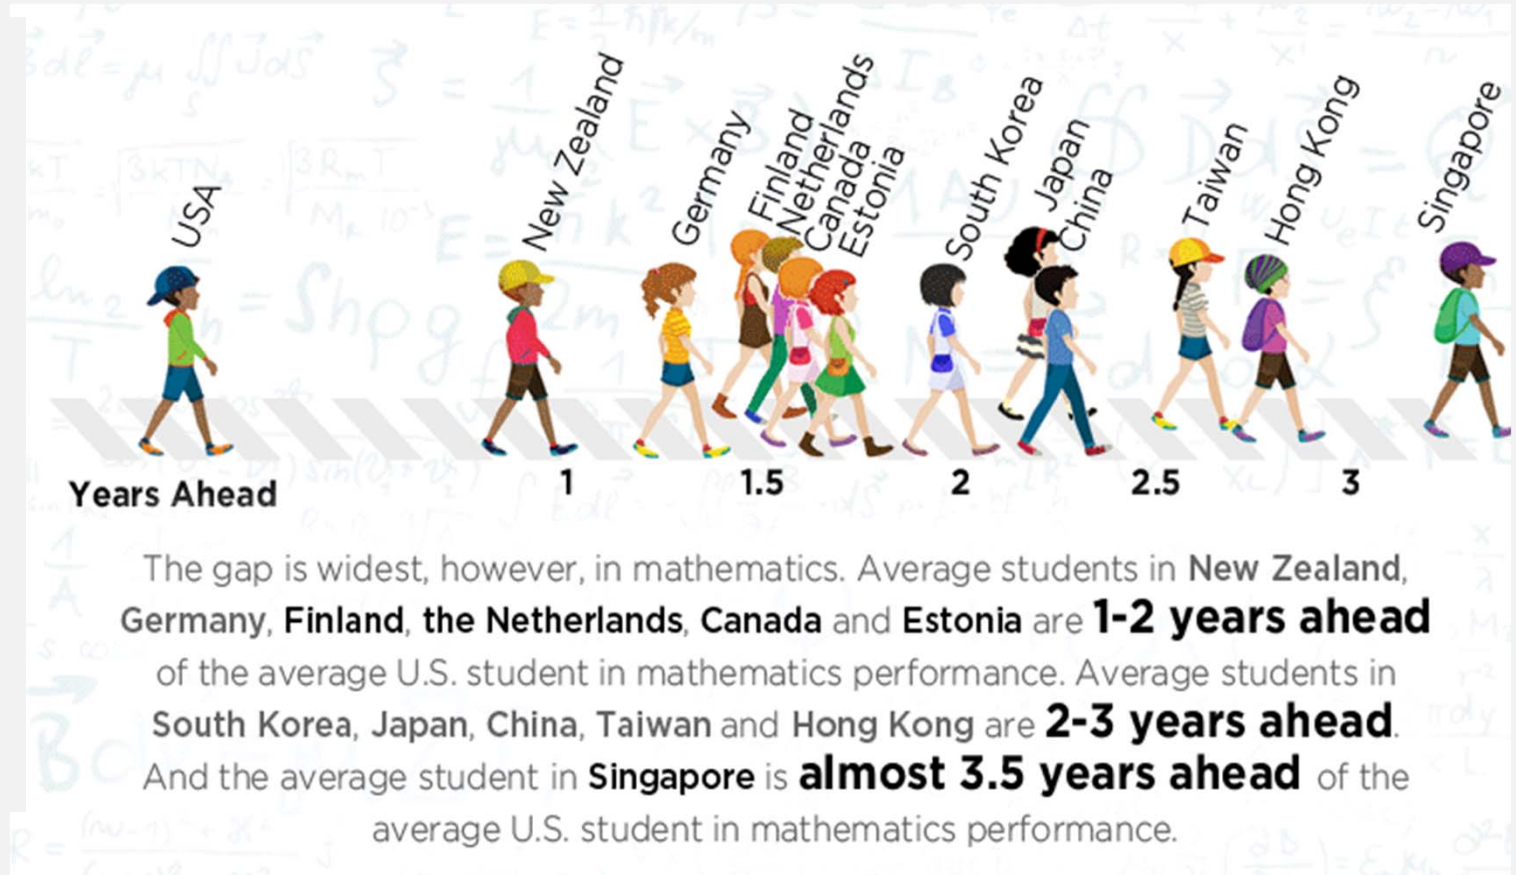 USA
New Zealand
Germany
Finland
Netherlands
Canada
Estonia
South Korea
Japan
China
Taiwan
Hong Kong
Singapore
Years Ahead 1 1.5 2 2.5 3
The gap is widest, however, in mathematics. Average students in New Zealand,
Germany, Finland, the Netherlands, Canada and Estonia are 1-2 years ahead
of the average U.S. student in mathematics performance. Average students in
South Korea, Japan, China, Taiwan and Hong Kong are 2-3 years ahead.
And the average student in Singapore is almost 3.5 years ahead of the
average U.S. student in mathematics performance.